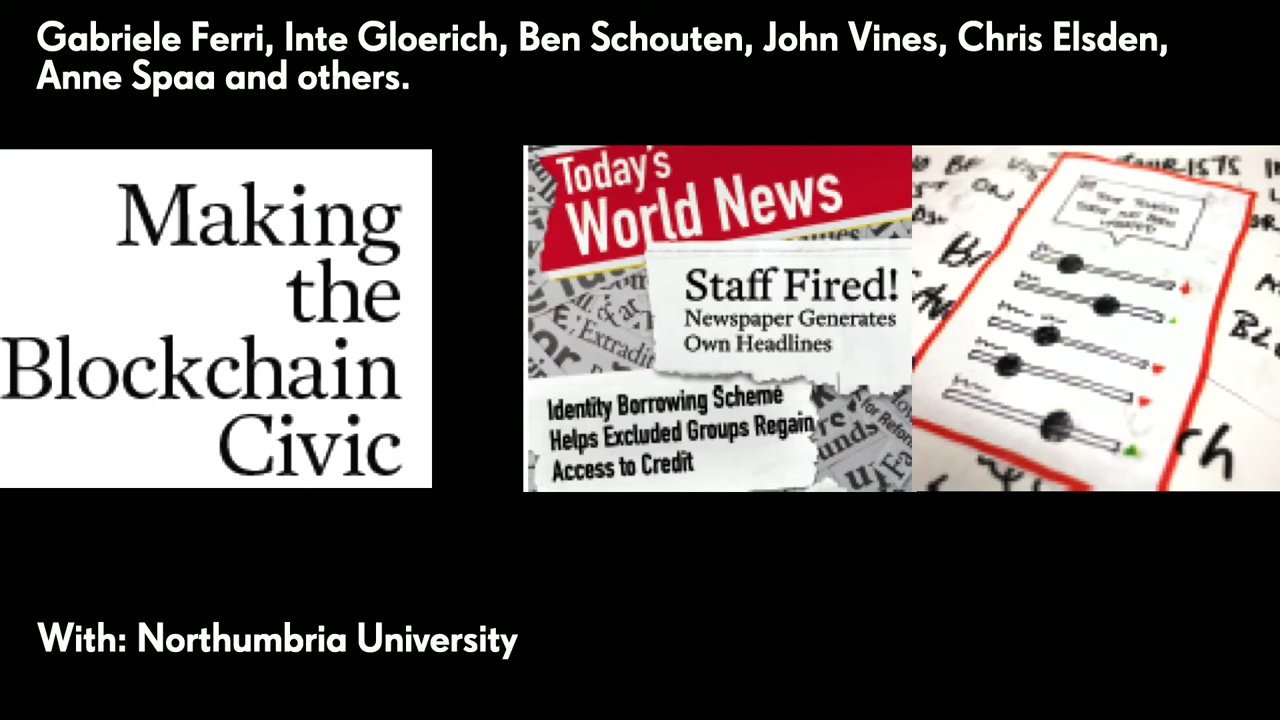 Gabriele Ferri, Inte Gloerich, Ben Schouten, John Vines, Chris Elsden,
Anne Spaa and others.
Making
the
Blockchain
Civic
Today's
World News
Staff Fired!
Newspaper Generates
Own Headlines
Identity Borrowing Scheme
Helps Excluded Groups Regain
Access to Credit
With: Northumbria University